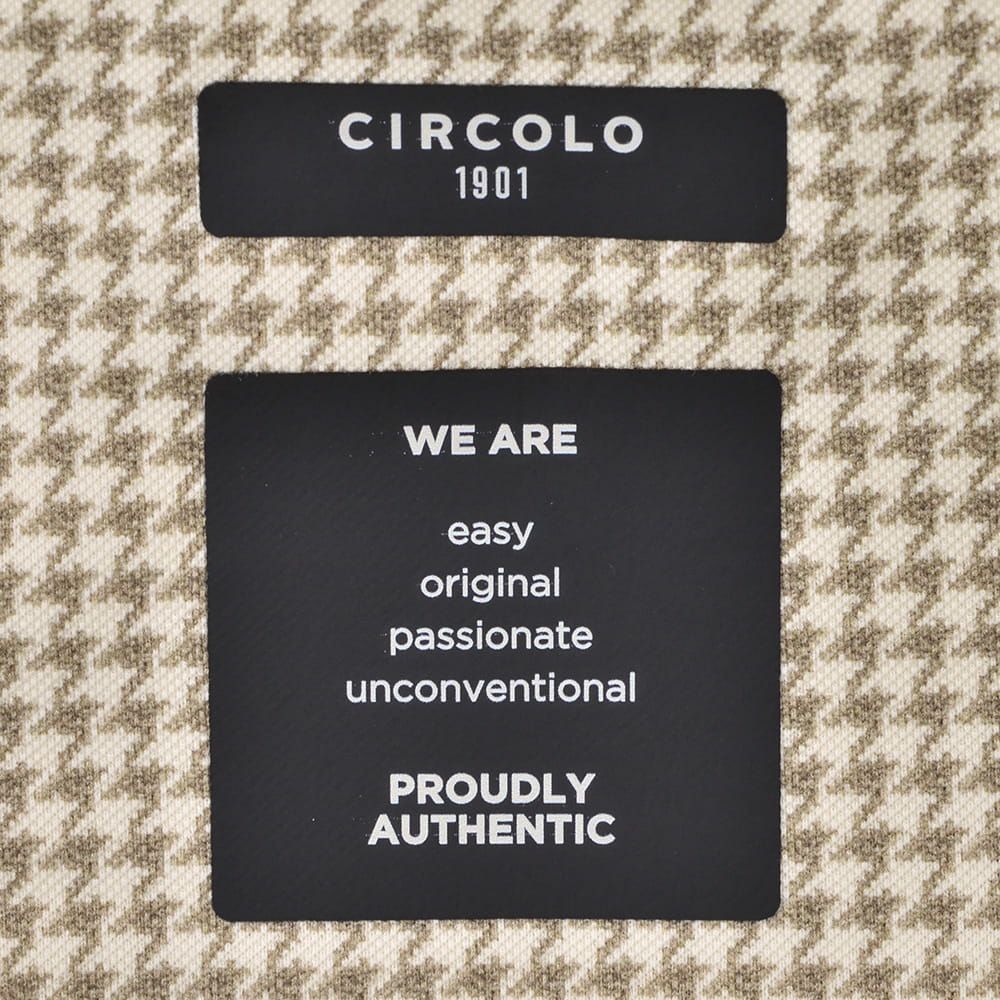 CIRCOLO
1901
WE ARE
easy
original
passionate
unconventional
PROUDLY
AUTHENTIC